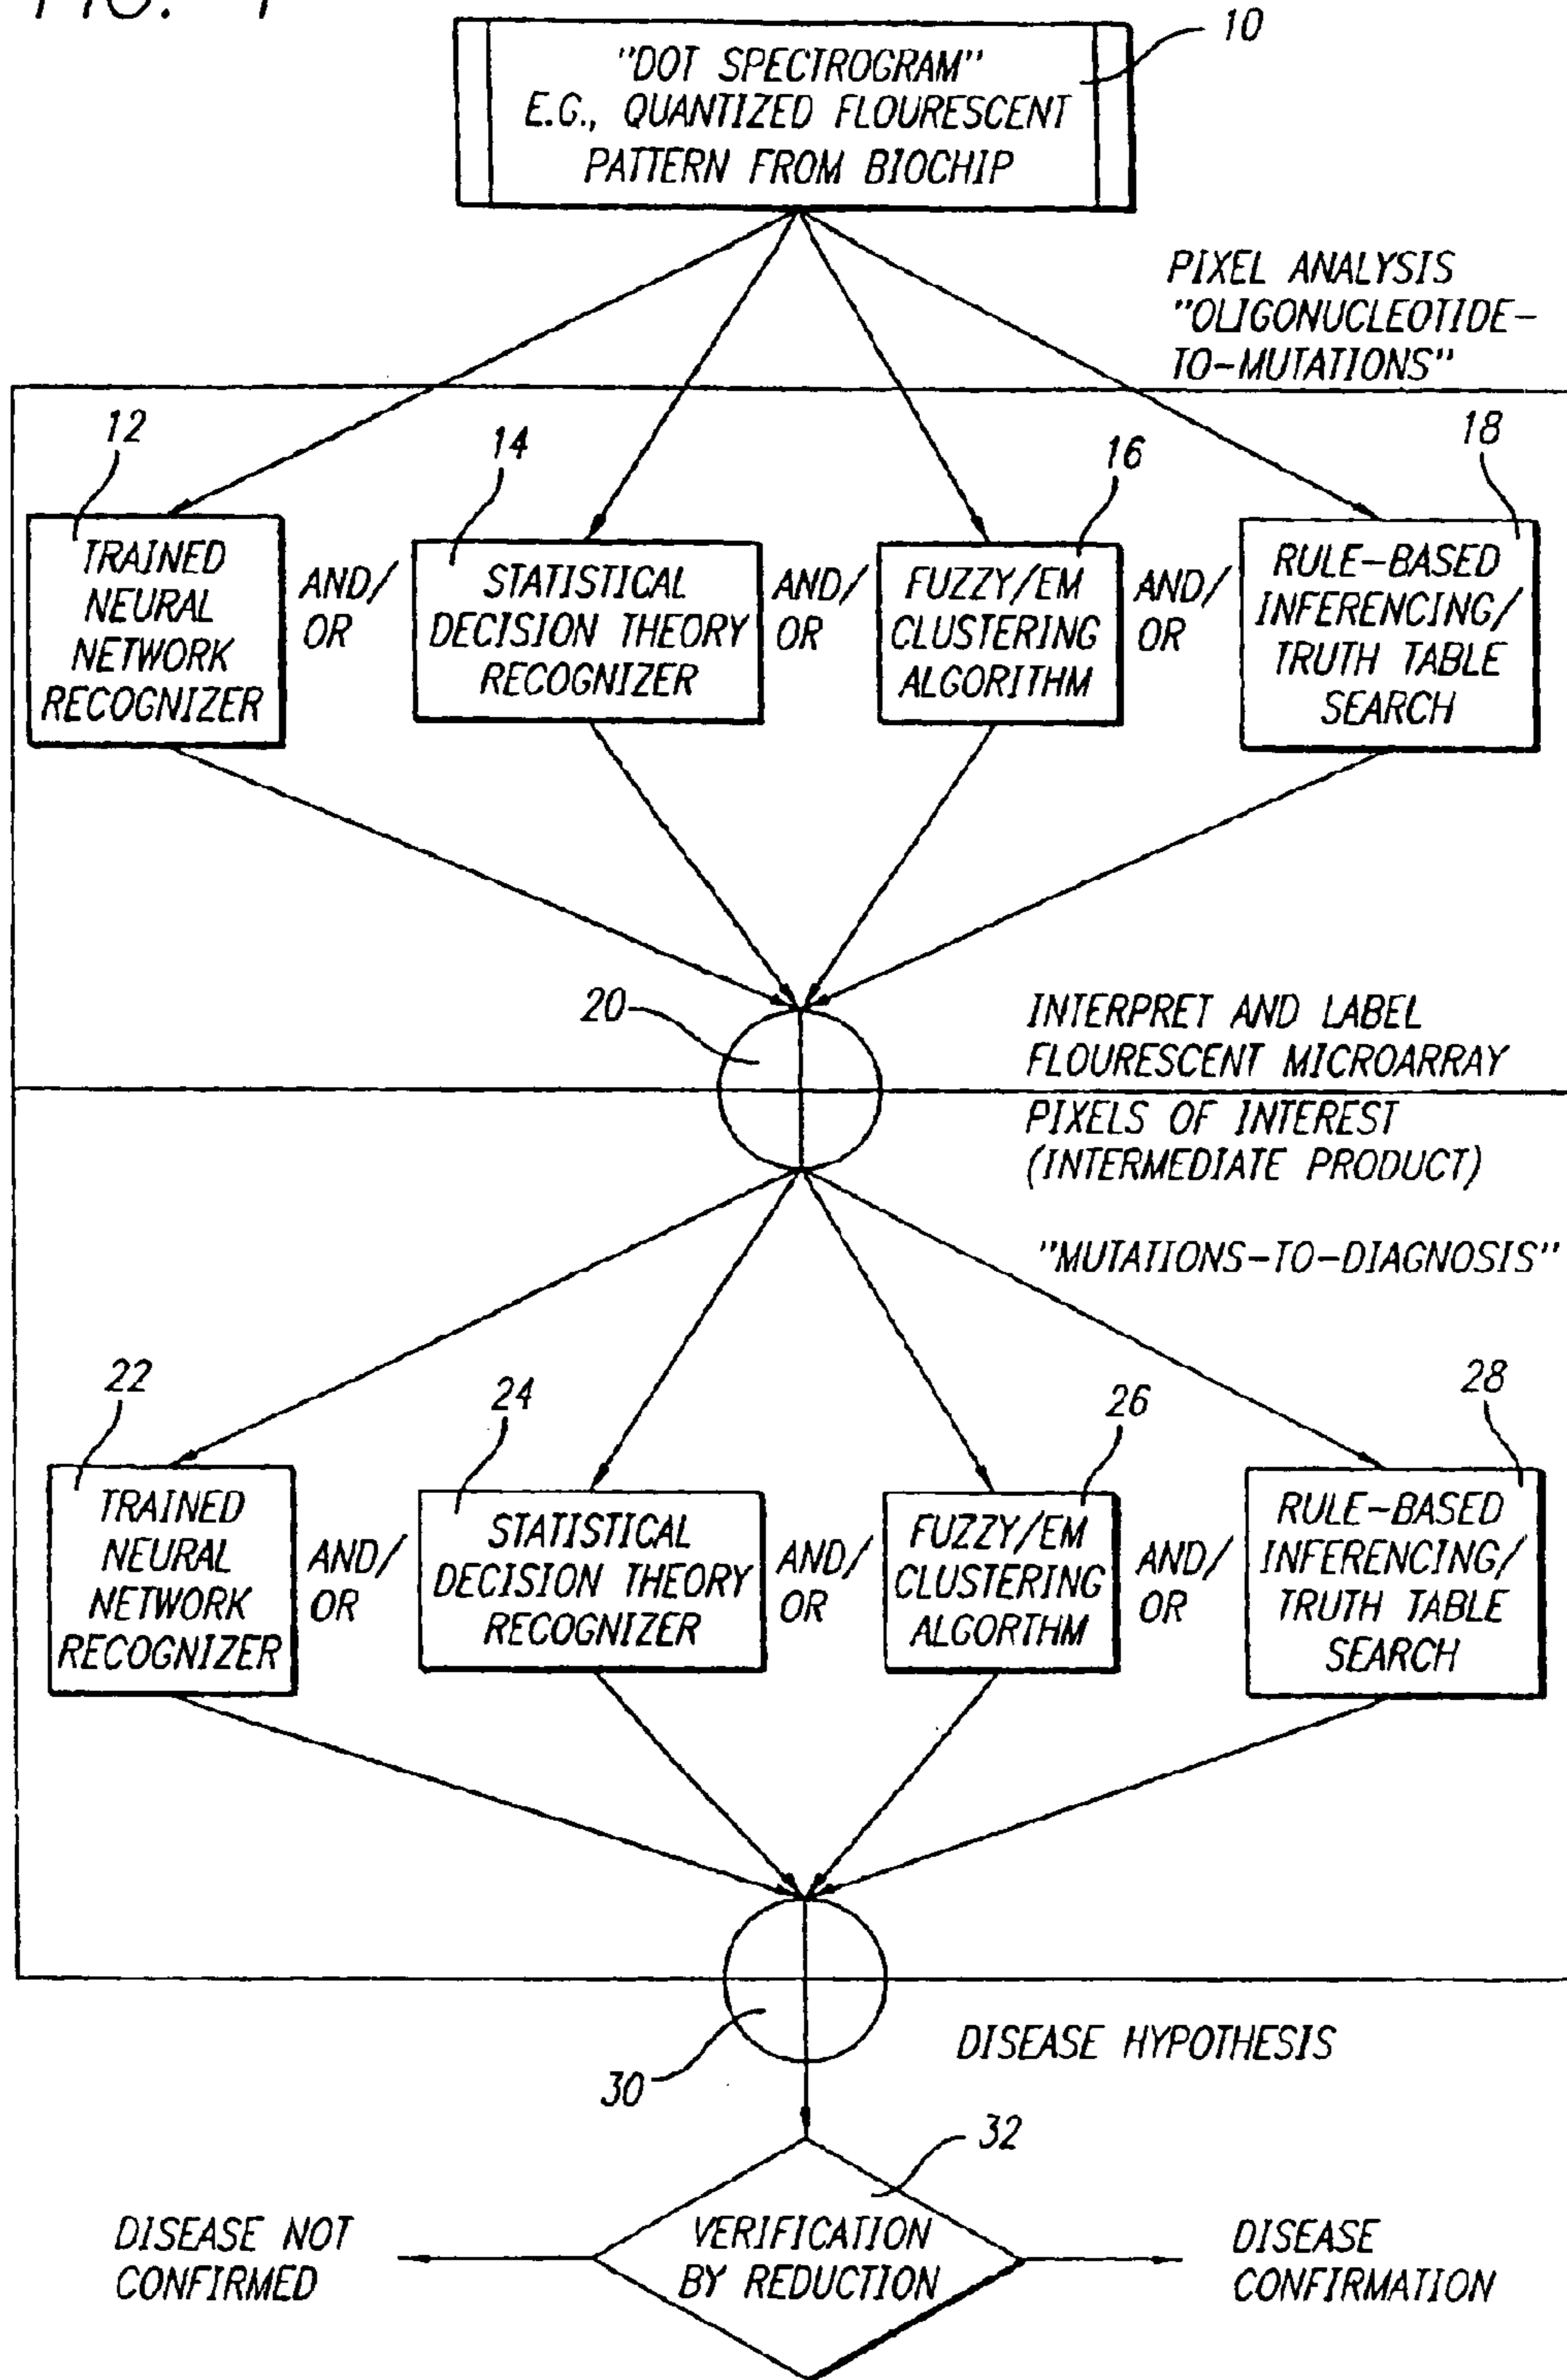 10
"DOT SPECTROGRAM"
E.G., QUANTIZED FLOURESCENT
PATTERN FROM BIOCHIP
PIXEL ANALYSIS
"OLIGONUCLEOTIDE-
TO-MUTATIONS"
12
TRAINED
NEURAL
NETWORK
RECOGNIZER
AND/
OR
14
STATISTICAL
DECISION THEORY
RECOGNIZER
AND/
OR
16
FUZZY/EM
CLUSTERING
ALGORITHM
AND/
OR
18
RULE-BASED
INFERENCING/
TRUTH TABLE
SEARCH
20
INTERPRET AND LABEL
FLOURESCENT MICROARRAY
PIXELS OF INTEREST
(INTERMEDIATE PRODUCT)
"MUTATIONS-TO-DIAGNOSIS"
22
TRAINED
NEURAL
NETWORK
RECOGNIZER
AND/
OR
24
STATISTICAL
DECISION THEORY
RECOGNIZER
AND/
OR
26
FUZZY/EM
CLUSTERING
ALGORTHM
AND/
OR
28
RULE-BASED
INFERENCING/
TRUTH TABLE
SEARCH
30
DISEASE HYPOTHESIS
32
VERIFICATION
BY REDUCTION
DISEASE NOT
CONFIRMED
DISEASE
CONFIRMATION